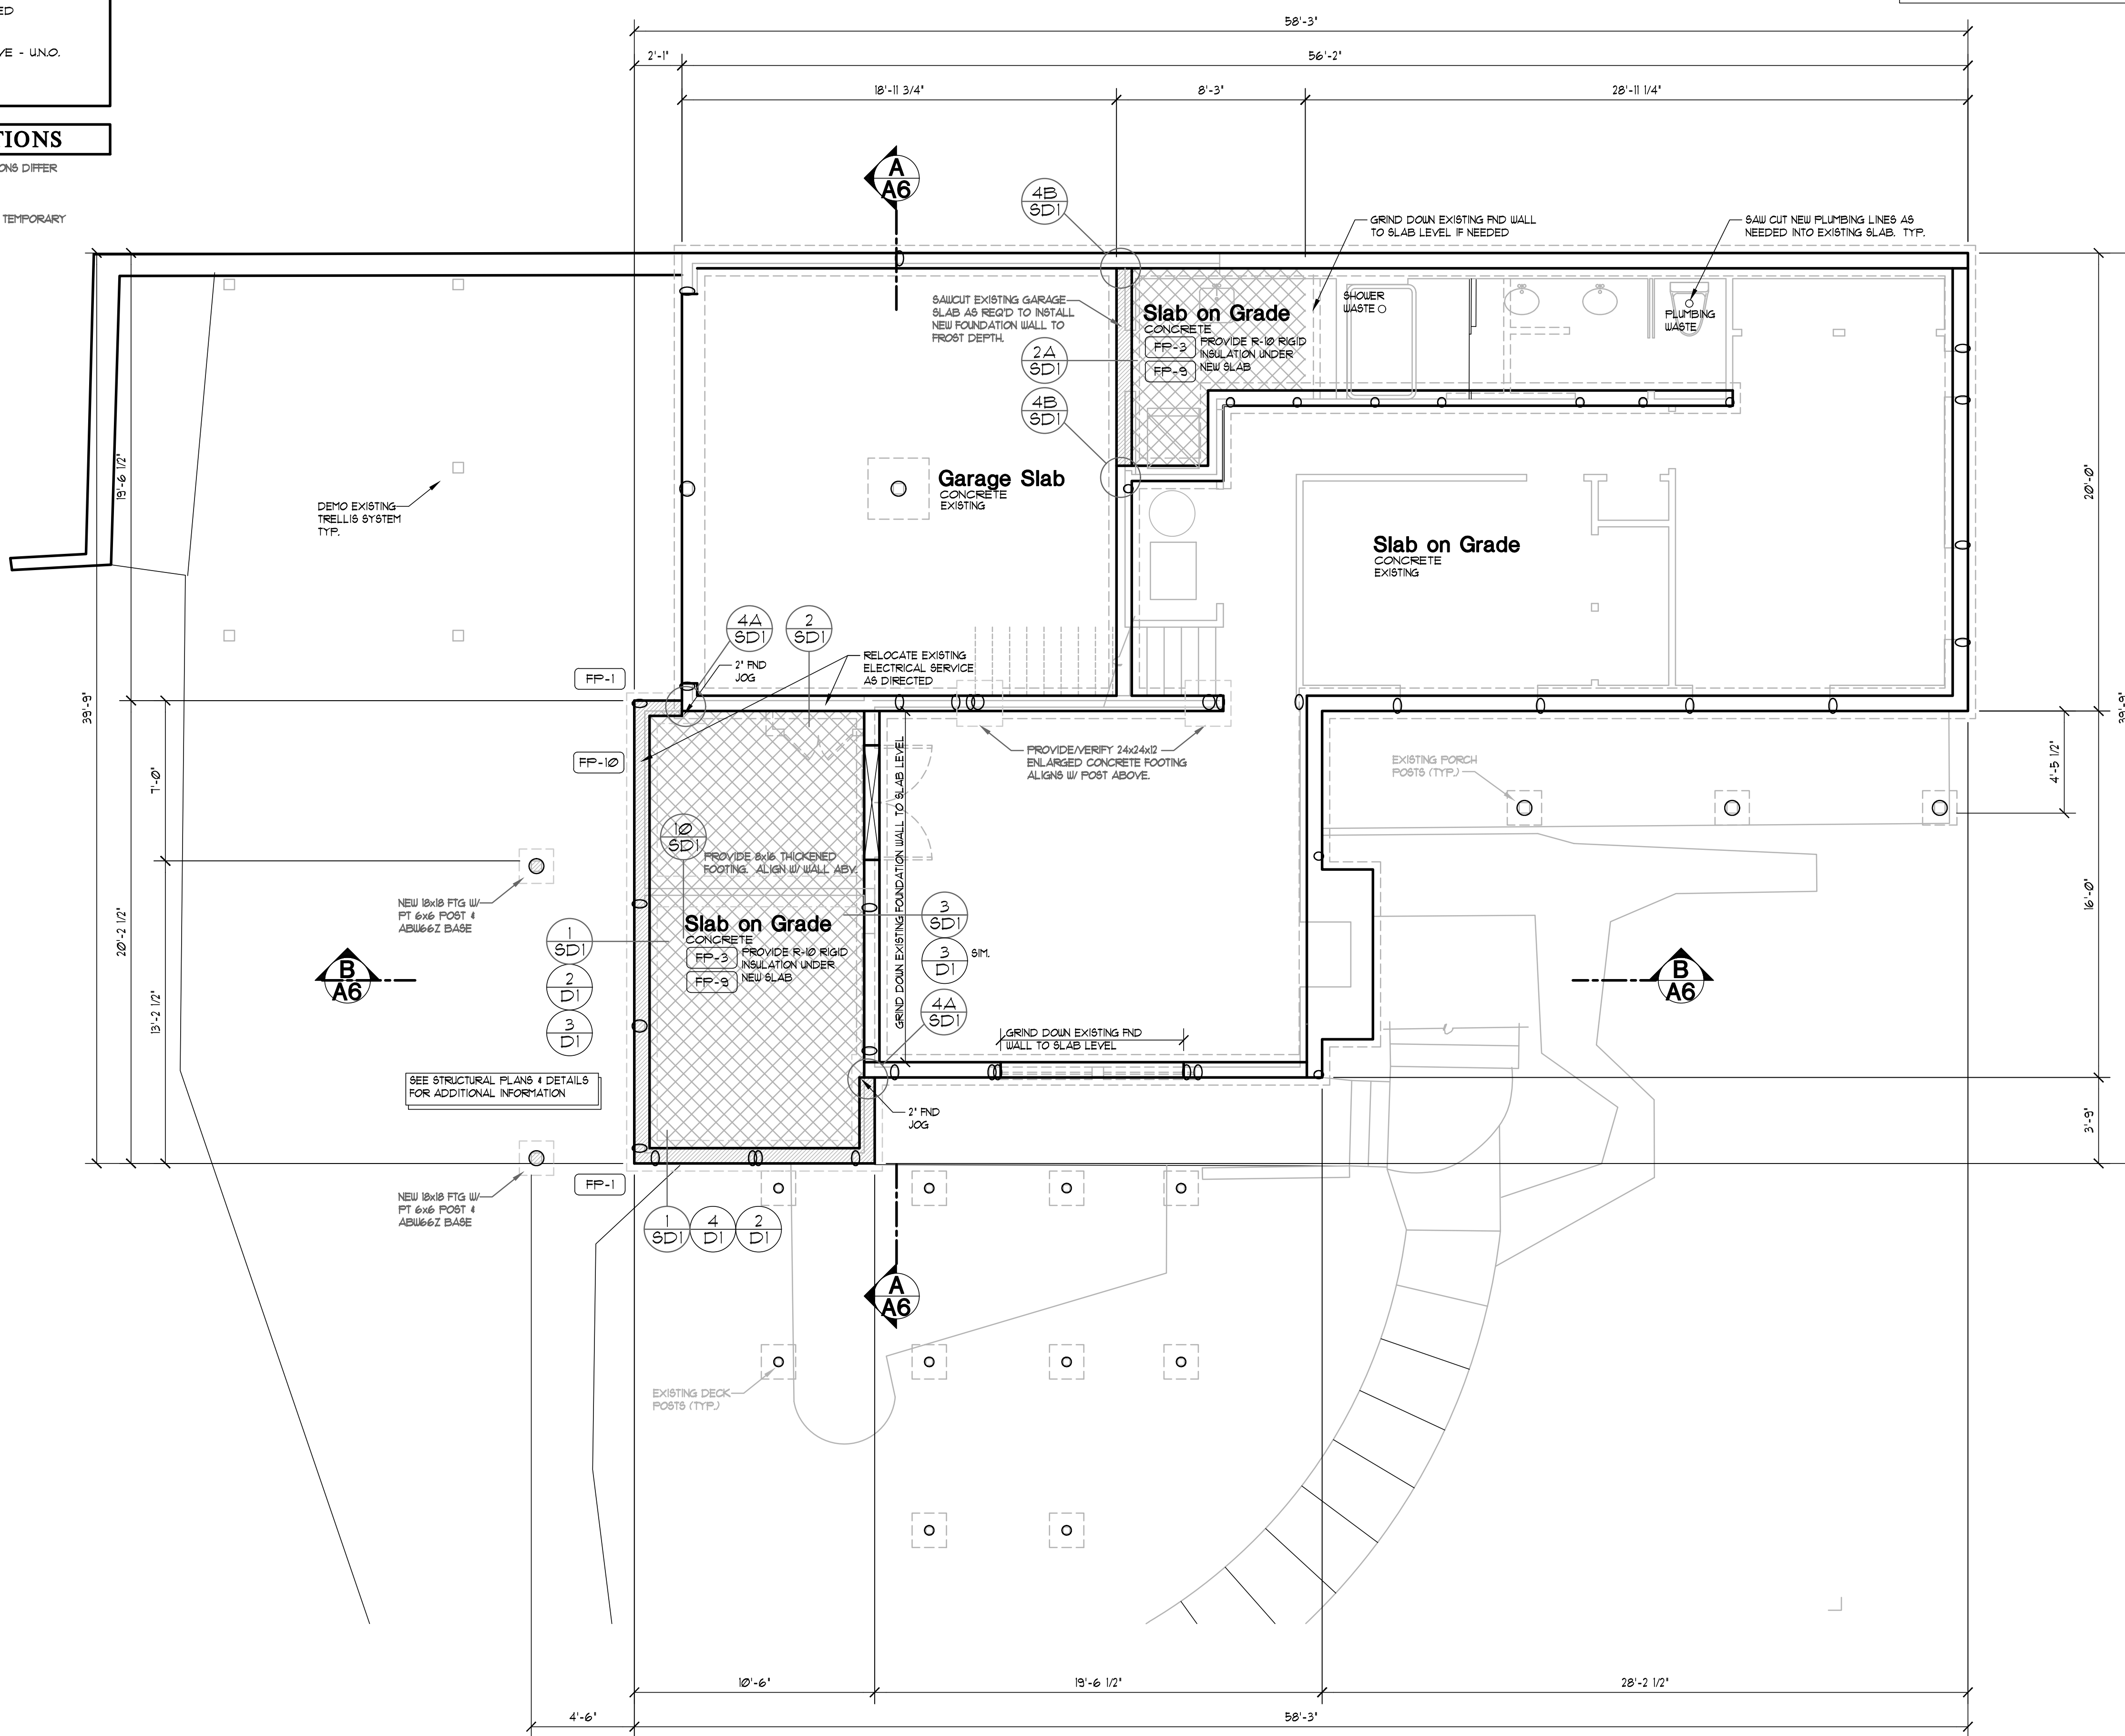 ED
VE - U.N.O.
TIONS
ONS DIFFER
TEMPORARY
58'-3"
2'-1"
56'-2"
18'-11 3/4"
8'-3"
28'-11 1/4"
A
A6
4B
SD1
GRIND DOWN EXISTING FND WALL
TO SLAB LEVEL IF NEEDED
SAW CUT NEW PLUMBING LINES AS
NEEDED INTO EXISTING SLAB. TYP.
SAWCUT EXISTING GARAGE
SLAB AS REQ'D TO INSTALL
NEW FOUNDATION WALL TO
FROST DEPTH.
Slab on Grade
CONCRETE
FP-3
FP-9
PROVIDE R-10 RIGID
INSULATION UNDER
NEW SLAB
SHOWER
WASTE
PLUMBING
WASTE
2A
SD1
4B
SD1
19'-6 1/2"
20'-0"
Garage Slab
CONCRETE
EXISTING
DEMO EXISTING
TRELLIS SYSTEM
TYP.
Slab on Grade
CONCRETE
EXISTING
4A
SD1
2
SD1
2" FND
JOG
RELOCATE EXISTING
ELECTRICAL SERVICE
AS DIRECTED
FP-1
39'-9"
39'-9"
FP-10
7'-0"
PROVIDE/VERIFY 24x24x12
ENLARGED CONCRETE FOOTING
ALIGNS W/ POST ABOVE.
EXISTING PORCH
POSTS (TYP.)
4'-5 1/2"
10
SD1
PROVIDE 8x16 THICKENED
FOOTING. ALIGN W/ WALL ABV.
GRIND DOWN EXISTING FOUNDATION WALL TO SLAB LEVEL
NEW 18x18 FTG W/
PT 6x6 POST &
ABW66Z BASE
20'-2 1/2"
16'-0"
1
SD1
2
D1
3
D1
Slab on Grade
CONCRETE
FP-3
FP-9
PROVIDE R-10 RIGID
INSULATION UNDER
NEW SLAB
3
SD1
3
D1
SIM.
4A
SD1
B
A6
B
A6
13'-2 1/2"
GRIND DOWN EXISTING FND
WALL TO SLAB LEVEL
SEE STRUCTURAL PLANS & DETAILS
FOR ADDITIONAL INFORMATION
2" FND
JOG
3'-9"
FP-1
NEW 18x18 FTG W/
PT 6x6 POST &
ABW66Z BASE
1
SD1
4
D1
2
D1
A
A6
EXISTING DECK
POSTS (TYP.)
10'-6"
19'-6 1/2"
28'-2 1/2"
4'-6"
58'-3"